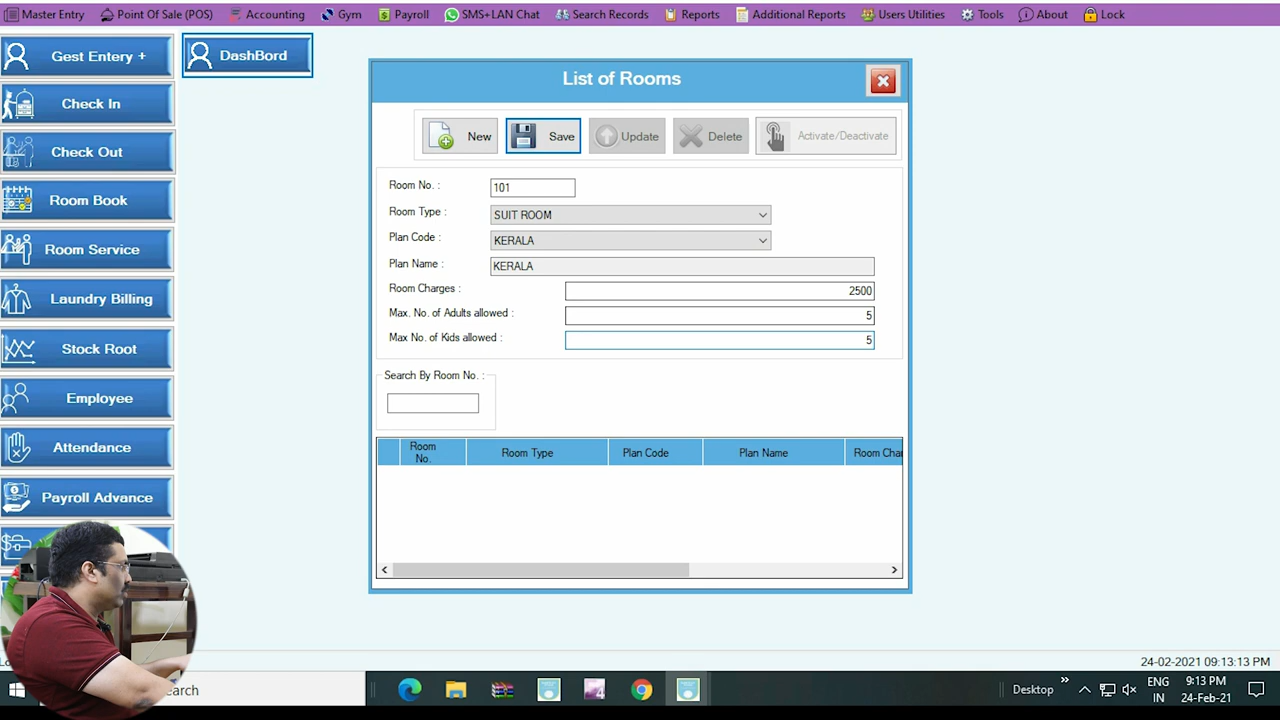 Master Entry Point Of Sale (POS) Accounting Gym Payroll SMS+LAN Chat Search Records Reports Additional Reports Users Utilities Tools About Lock
Gest Entery +
DashBord
Check In
Check Out
Room Book
Room Service
Laundry Billing
Stock Root
Employee
Attendance
Payroll Advance
List of Rooms
New Save Update Delete Activate/Deactivate
Room No. : 101
Room Type : SUIT ROOM
Plan Code : KERALA
Plan Name : KERALA
Room Charges : 2500
Max. No. of Adults allowed : 5
Max No. of Kids allowed : 5
Search By Room No. :
Room No. Room Type Plan Code Plan Name Room Char
24-02-2021 09:13:13 PM
earch
Desktop
ENG
IN
9:13 PM
24-Feb-21